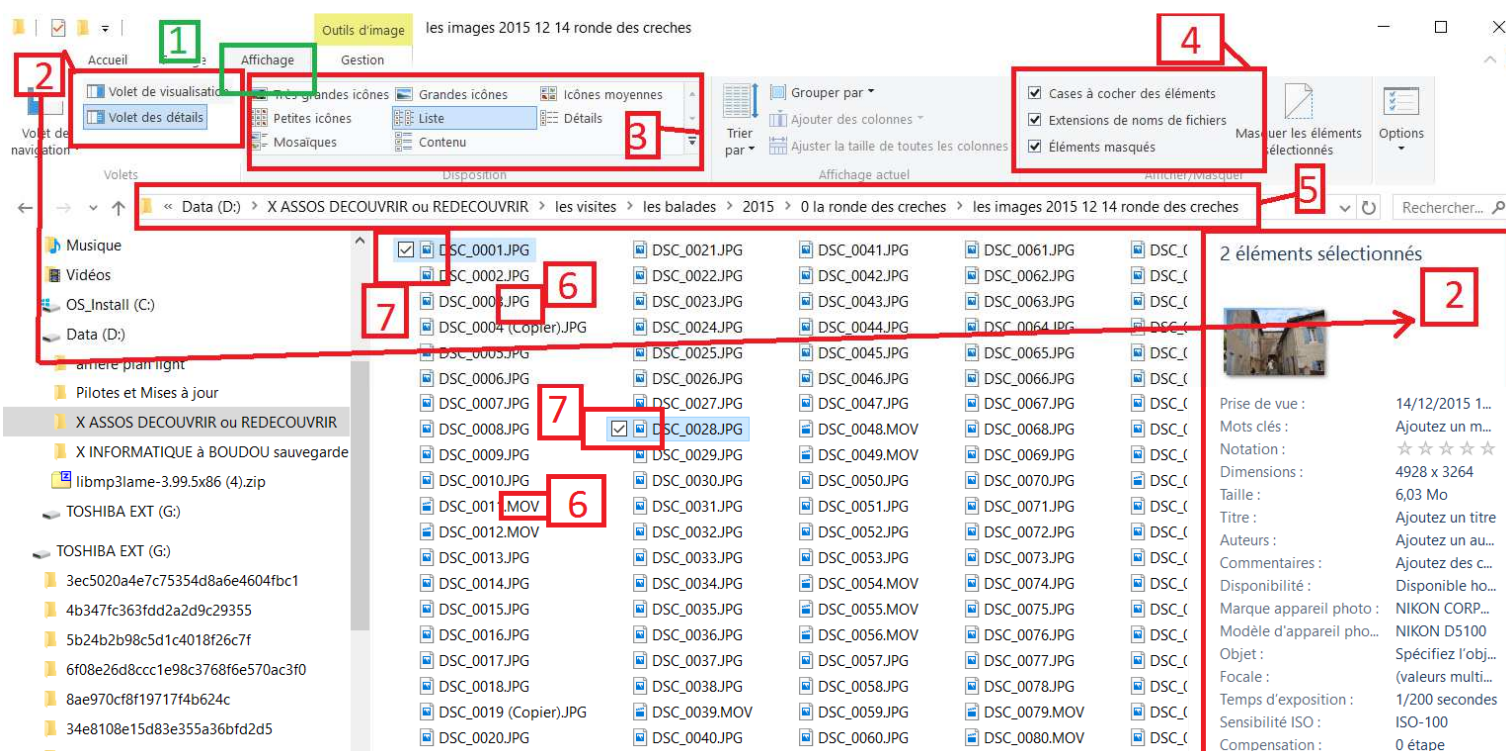 Outils d'image les images 2015 12 14 ronde des creches
1
4
2
Accueil Affichage Gestion
Volet de visualisation
Volet des détails
Volet de navigation
Volets
Très grandes icônes Grandes icônes Icônes moyennes
Petites icônes Liste Détails
Mosaïques Contenu
3
Disposition
Trier par
Grouper par
Ajouter des colonnes
Ajuster la taille de toutes les colonnes
Affichage actuel
Cases à cocher des éléments
Extensions de noms de fichiers
Éléments masqués
Masquer les éléments sélectionnés
Afficher/Masquer
Options
« Data (D:) > X ASSOS DECOUVRIR ou REDECOUVRIR > les visites > les balades > 2015 > 0 la ronde des creches > les images 2015 12 14 ronde des creches
5
Rechercher...
Musique
Vidéos
OS_Install (C:)
Data (D:)
arrière plan light
Pilotes et Mises à jour
X ASSOS DECOUVRIR ou REDECOUVRIR
X INFORMATIQUE à BOUDOU sauvegarde
libmp3lame-3.99.5x86 (4).zip
TOSHIBA EXT (G:)
TOSHIBA EXT (G:)
3ec5020a4e7c75354d8a6e4604fbc1
4b347fc363fdd2a2d9c29355
5b24b2b98c5d1c4018f26c7f
6f08e26d8ccc1e98c3768f6e570ac3f0
8ae970cf8f19717f4b624c
34e8108e15d83e355a36bfd2d5
7
6
7
6
DSC_0001.JPG
DSC_0002.JPG
DSC_0003.JPG
DSC_0004 (Copier).JPG
DSC_0005.JPG
DSC_0006.JPG
DSC_0007.JPG
DSC_0008.JPG
DSC_0009.JPG
DSC_0010.JPG
DSC_0011.MOV
DSC_0012.MOV
DSC_0013.JPG
DSC_0014.JPG
DSC_0015.JPG
DSC_0016.JPG
DSC_0017.JPG
DSC_0018.JPG
DSC_0019 (Copier).JPG
DSC_0020.JPG
DSC_0021.JPG
DSC_0022.JPG
DSC_0023.JPG
DSC_0024.JPG
DSC_0025.JPG
DSC_0026.JPG
DSC_0027.JPG
DSC_0028.JPG
DSC_0029.JPG
DSC_0030.JPG
DSC_0031.JPG
DSC_0032.JPG
DSC_0033.JPG
DSC_0034.JPG
DSC_0035.JPG
DSC_0036.JPG
DSC_0037.JPG
DSC_0038.JPG
DSC_0039.MOV
DSC_0040.JPG
DSC_0041.JPG
DSC_0042.JPG
DSC_0043.JPG
DSC_0044.JPG
DSC_0045.JPG
DSC_0046.JPG
DSC_0047.JPG
DSC_0048.MOV
DSC_0049.MOV
DSC_0050.JPG
DSC_0051.JPG
DSC_0052.JPG
DSC_0053.JPG
DSC_0054.MOV
DSC_0055.MOV
DSC_0056.MOV
DSC_0057.JPG
DSC_0058.JPG
DSC_0059.JPG
DSC_0060.JPG
DSC_0061.JPG
DSC_0062.JPG
DSC_0063.JPG
DSC_0064.JPG
DSC_0065.JPG
DSC_0066.JPG
DSC_0067.JPG
DSC_0068.JPG
DSC_0069.JPG
DSC_0070.JPG
DSC_0071.JPG
DSC_0072.JPG
DSC_0073.JPG
DSC_0074.JPG
DSC_0075.JPG
DSC_0076.JPG
DSC_0077.JPG
DSC_0078.JPG
DSC_0079.MOV
DSC_0080.MOV
2 éléments sélectionnés
2
Prise de vue : 14/12/2015 1...
Mots clés : Ajoutez un m...
Notation :
Dimensions : 4928 x 3264
Taille : 6,03 Mo
Titre : Ajoutez un titre
Auteurs : Ajoutez un au...
Commentaires : Ajoutez des c...
Disponibilité : Disponible ho...
Marque appareil photo : NIKON CORP...
Modèle d'appareil pho... NIKON D5100
Objet : Spécifiez l'obj...
Focale : (valeurs multi...
Temps d'exposition : 1/200 secondes
Sensibilité ISO : ISO-100
Compensation : 0 étape